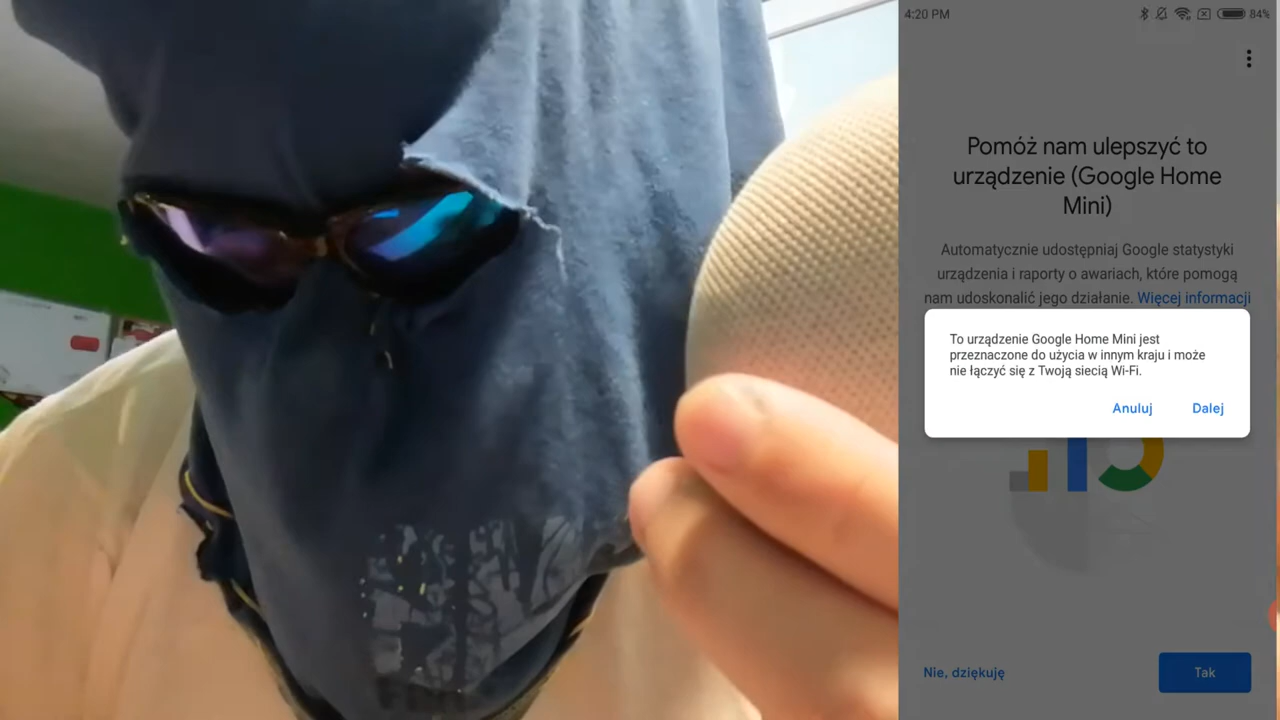 4:20 PM
84%
Pomóż nam ulepszyć to
urządzenie (Google Home
Mini)
Automatycznie udostępniaj Google statystyki
urządzenia i raporty o awariach, które pomogą
nam udoskonalić jego działanie. Więcej informacji
To urządzenie Google Home Mini jest
przeznaczone do użycia w innym kraju i może
nie łączyć się z Twoją siecią Wi-Fi.
Anuluj
Dalej
Nie, dziękuję
Tak